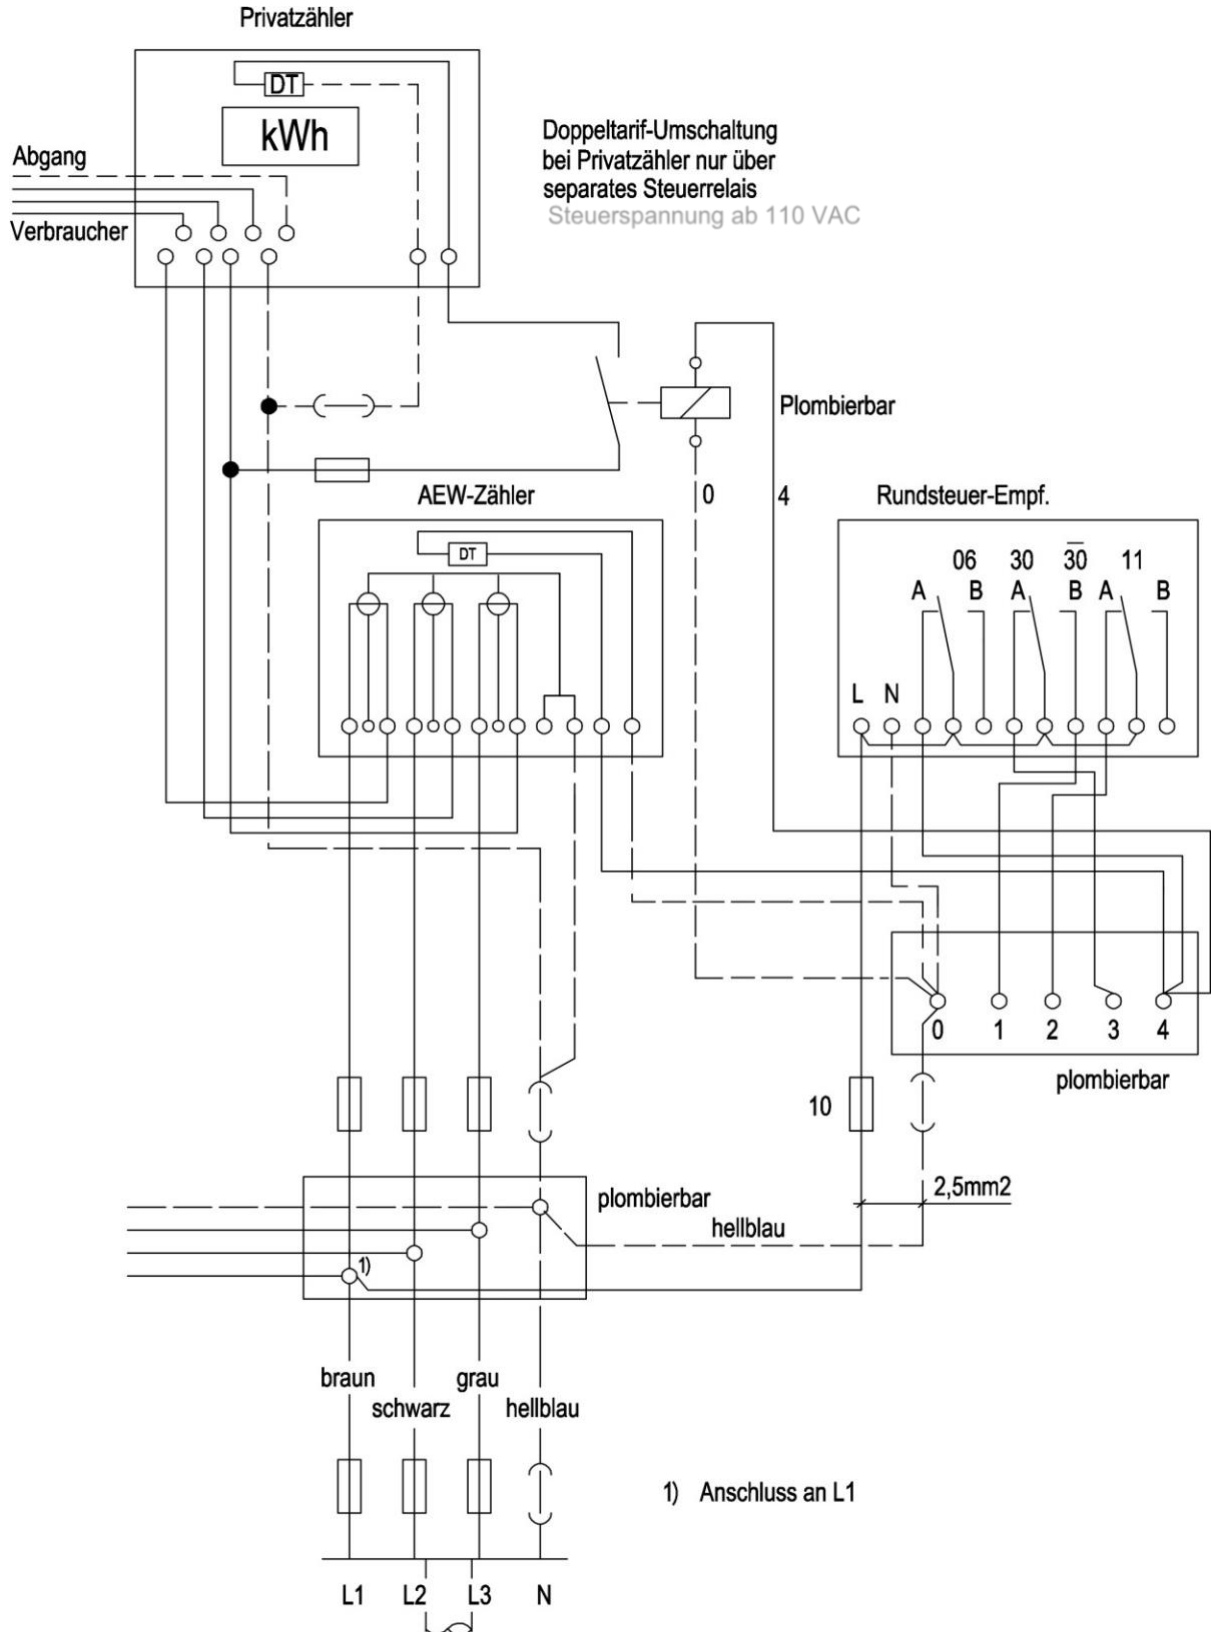 Privatzähler
DT
kWh
Abgang
Verbraucher
Doppeltarif-Umschaltung
bei Privatzähler nur über
separates Steuerrelais
Steuerspannung ab 110 VAC
Plombierbar
0
4
AEW-Zähler
DT
Rundsteuer-Empf.
06 30 3̅0̅ 11
A B A B A B
L N
0 1 2 3 4
plombierbar
10
2,5mm2
plombierbar
hellblau
1)
braun
grau
schwarz
hellblau
1) Anschluss an L1
L1 L2 L3 N